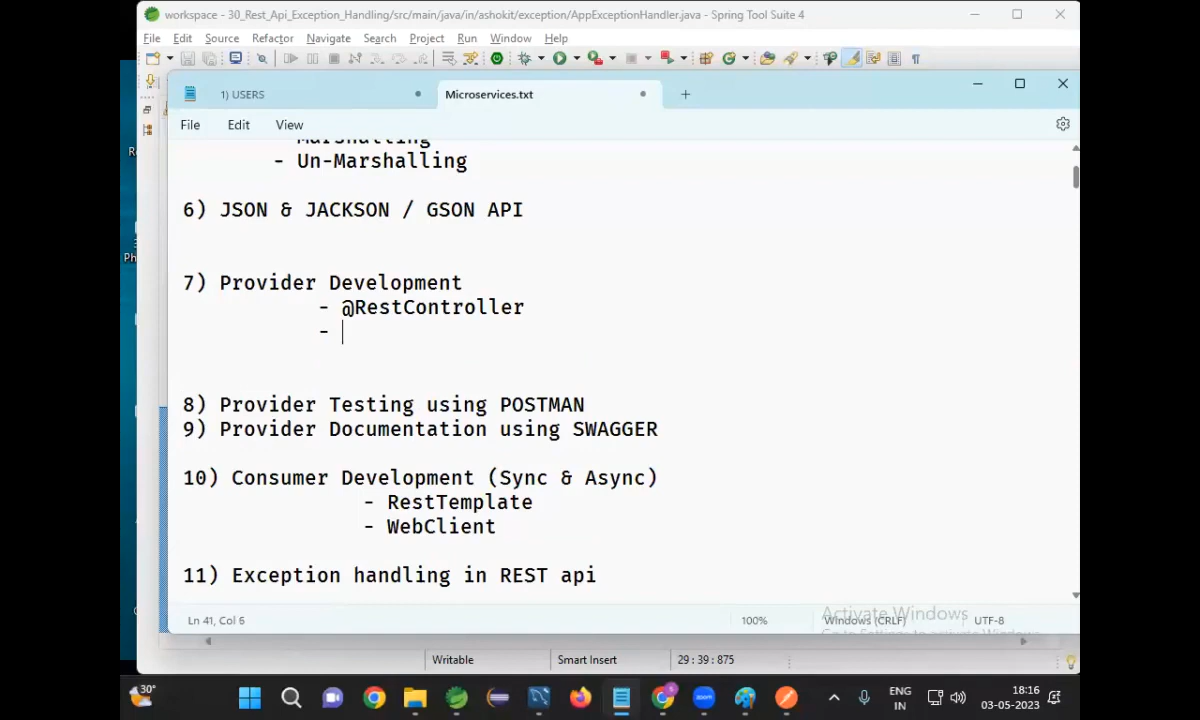 workspace - 30_Rest_Api_Exception_Handling/src/main/java/in/ashokit/exception/AppExceptionHandler.java - Spring Tool Suite 4
File Edit Source Refactor Navigate Search Project Run Window Help
1) USERS
Microservices.txt
File Edit View
- Marshalling
- Un-Marshalling
6) JSON & JACKSON / GSON API
7) Provider Development
- @RestController
-
8) Provider Testing using POSTMAN
9) Provider Documentation using SWAGGER
10) Consumer Development (Sync & Async)
- RestTemplate
- WebClient
11) Exception handling in REST api
Activate Windows
Ln 41, Col 6 100% Windows (CRLF) UTF-8
Writable Smart Insert 29 : 39 : 875
30° ENG 18:16
IN 03-05-2023